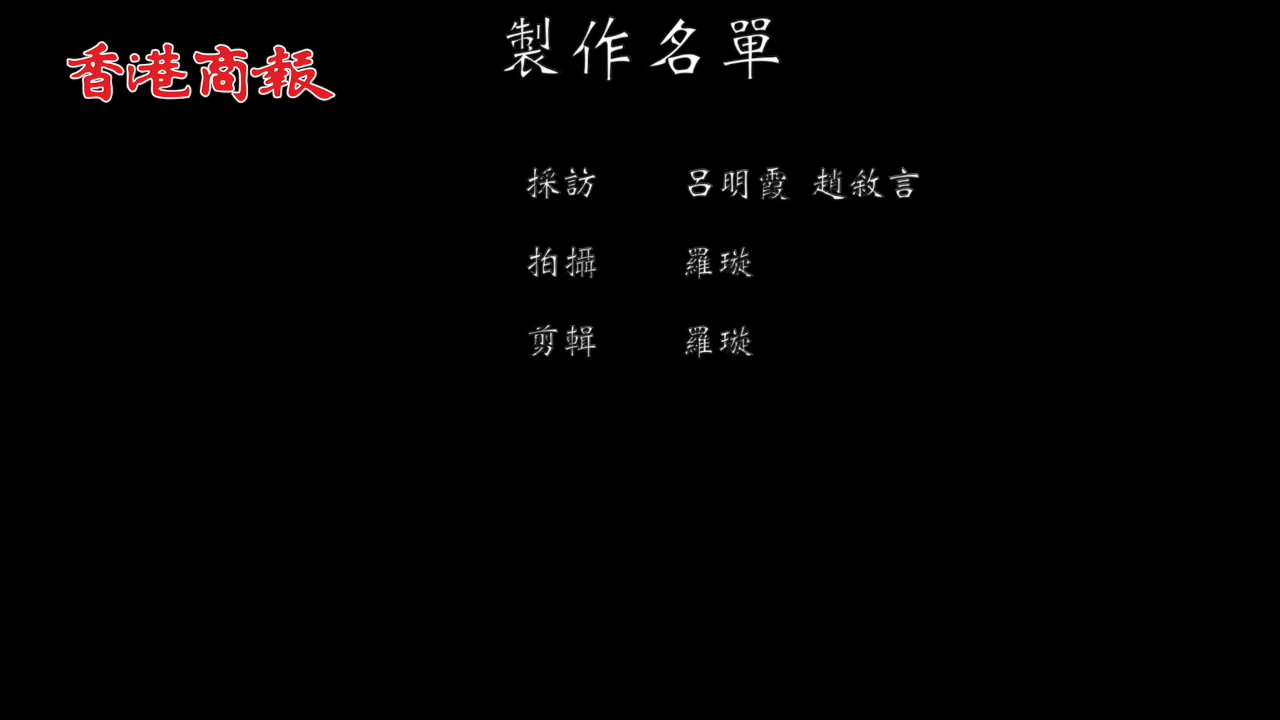 香港商報
製作名單
採訪 呂明霞 趙敘言
拍攝 羅璇
剪輯 羅璇